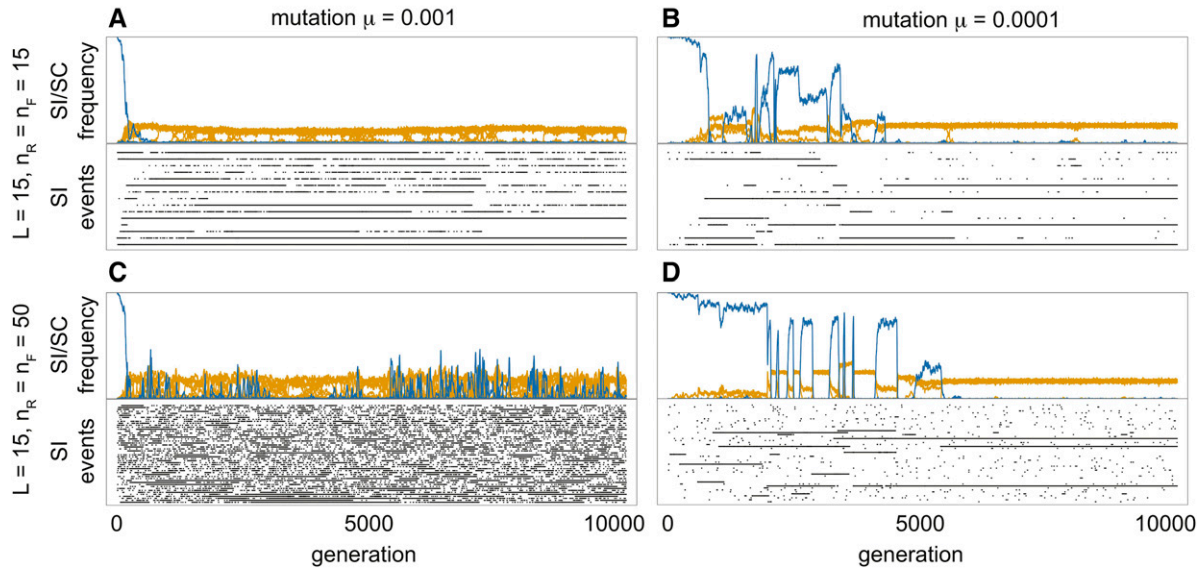 A mutation μ = 0.001
B mutation μ = 0.0001
L = 15, n_R = n_F = 15
SI/SC
frequency
SI
events
C
D
L = 15, n_R = n_F = 50
SI/SC
frequency
SI
events
0 5000 10000
0 5000 10000
generation
generation